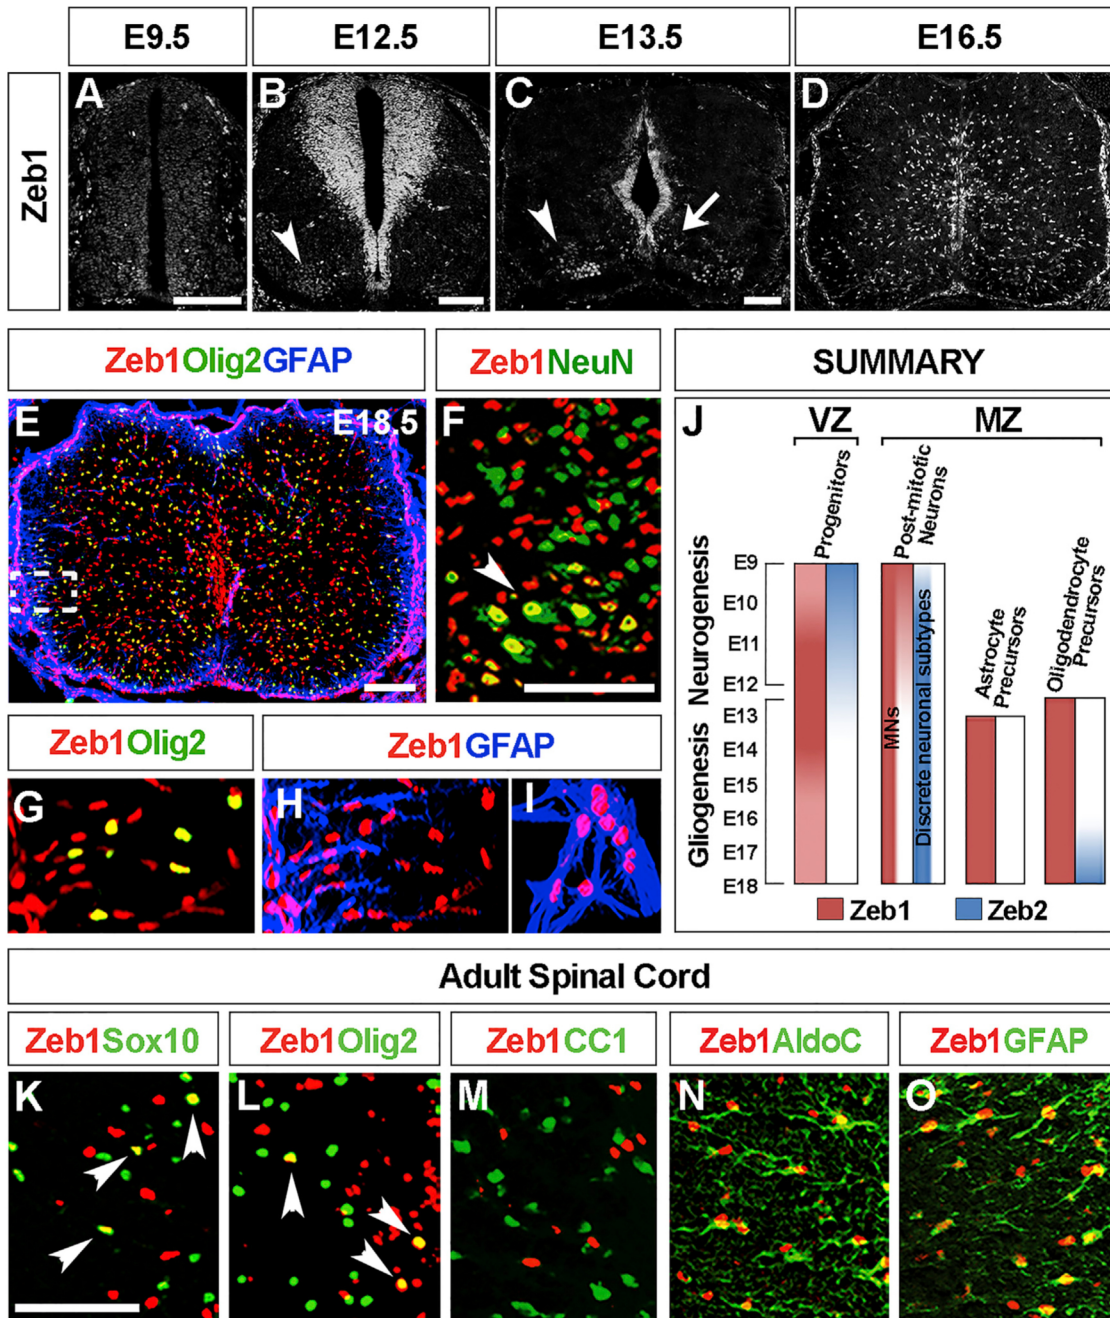 E9.5
E12.5
E13.5
E16.5
Zeb1
A
B
C
D
Zeb1Olig2GFAP
Zeb1NeuN
SUMMARY
E
E18.5
F
J
VZ
MZ
Progenitors
Post-mitotic
Neurons
Astrocyte
Precursors
Oligodendrocyte
Precursors
Neurogenesis
Gliogenesis
E9
E10
E11
E12
E13
E14
E15
E16
E17
E18
MNs
Discrete neuronal subtypes
Zeb1
Zeb2
Zeb1Olig2
Zeb1GFAP
G
H
I
Adult Spinal Cord
Zeb1Sox10
Zeb1Olig2
Zeb1CC1
Zeb1AldoC
Zeb1GFAP
K
L
M
N
O